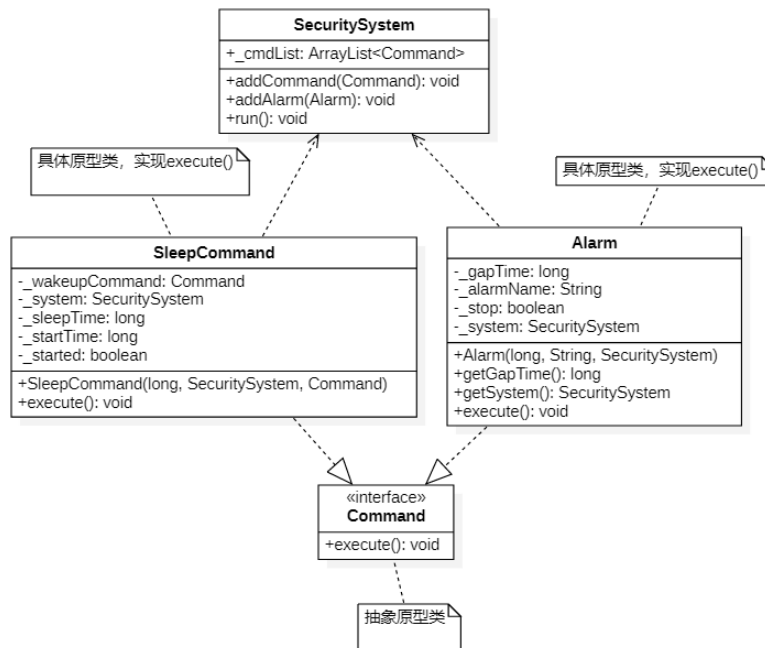 SecuritySystem
+_cmdList: ArrayList<Command>
+addCommand(Command): void
+addAlarm(Alarm): void
+run(): void
具体原型类，实现execute()
具体原型类，实现execute()
SleepCommand
-_wakeupCommand: Command
-_system: SecuritySystem
-_sleepTime: long
-_startTime: long
-_started: boolean
+SleepCommand(long, SecuritySystem, Command)
+execute(): void
Alarm
-_gapTime: long
-_alarmName: String
-_stop: boolean
-_system: SecuritySystem
+Alarm(long, String, SecuritySystem)
+getGapTime(): long
+getSystem(): SecuritySystem
+execute(): void
«interface»
Command
+execute(): void
抽象原型类